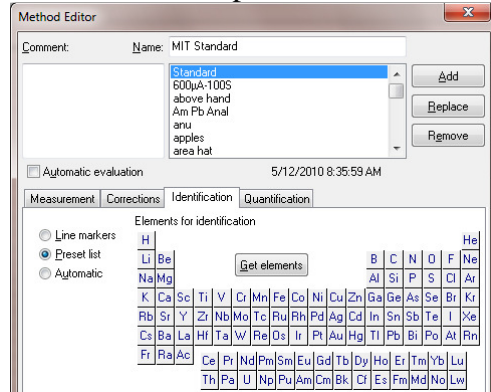 Method Editor
Comment: Name: MIT Standard
Standard
600µA-100S
above hand
Am Pb Anal
anu
apples
area hat
Add
Replace
Remove
Automatic evaluation 5/12/2010 8:35:59 AM
Measurement Corrections Identification Quantification
Elements for identification
Line markers
Preset list
Automatic
Get elements
H He
Li Be B C N O F Ne
Na Mg Al Si P S Cl Ar
K Ca Sc Ti V Cr Mn Fe Co Ni Cu Zn Ga Ge As Se Br Kr
Rb Sr Y Zr Nb Mo Tc Ru Rh Pd Ag Cd In Sn Sb Te I Xe
Cs Ba La Hf Ta W Re Os Ir Pt Au Hg Tl Pb Bi Po At Rn
Fr Ra Ac Ce Pr Nd Pm Sm Eu Gd Tb Dy Ho Er Tm Yb Lu
Th Pa U Np Pu Am Cm Bk Cf Es Fm Md No Lw